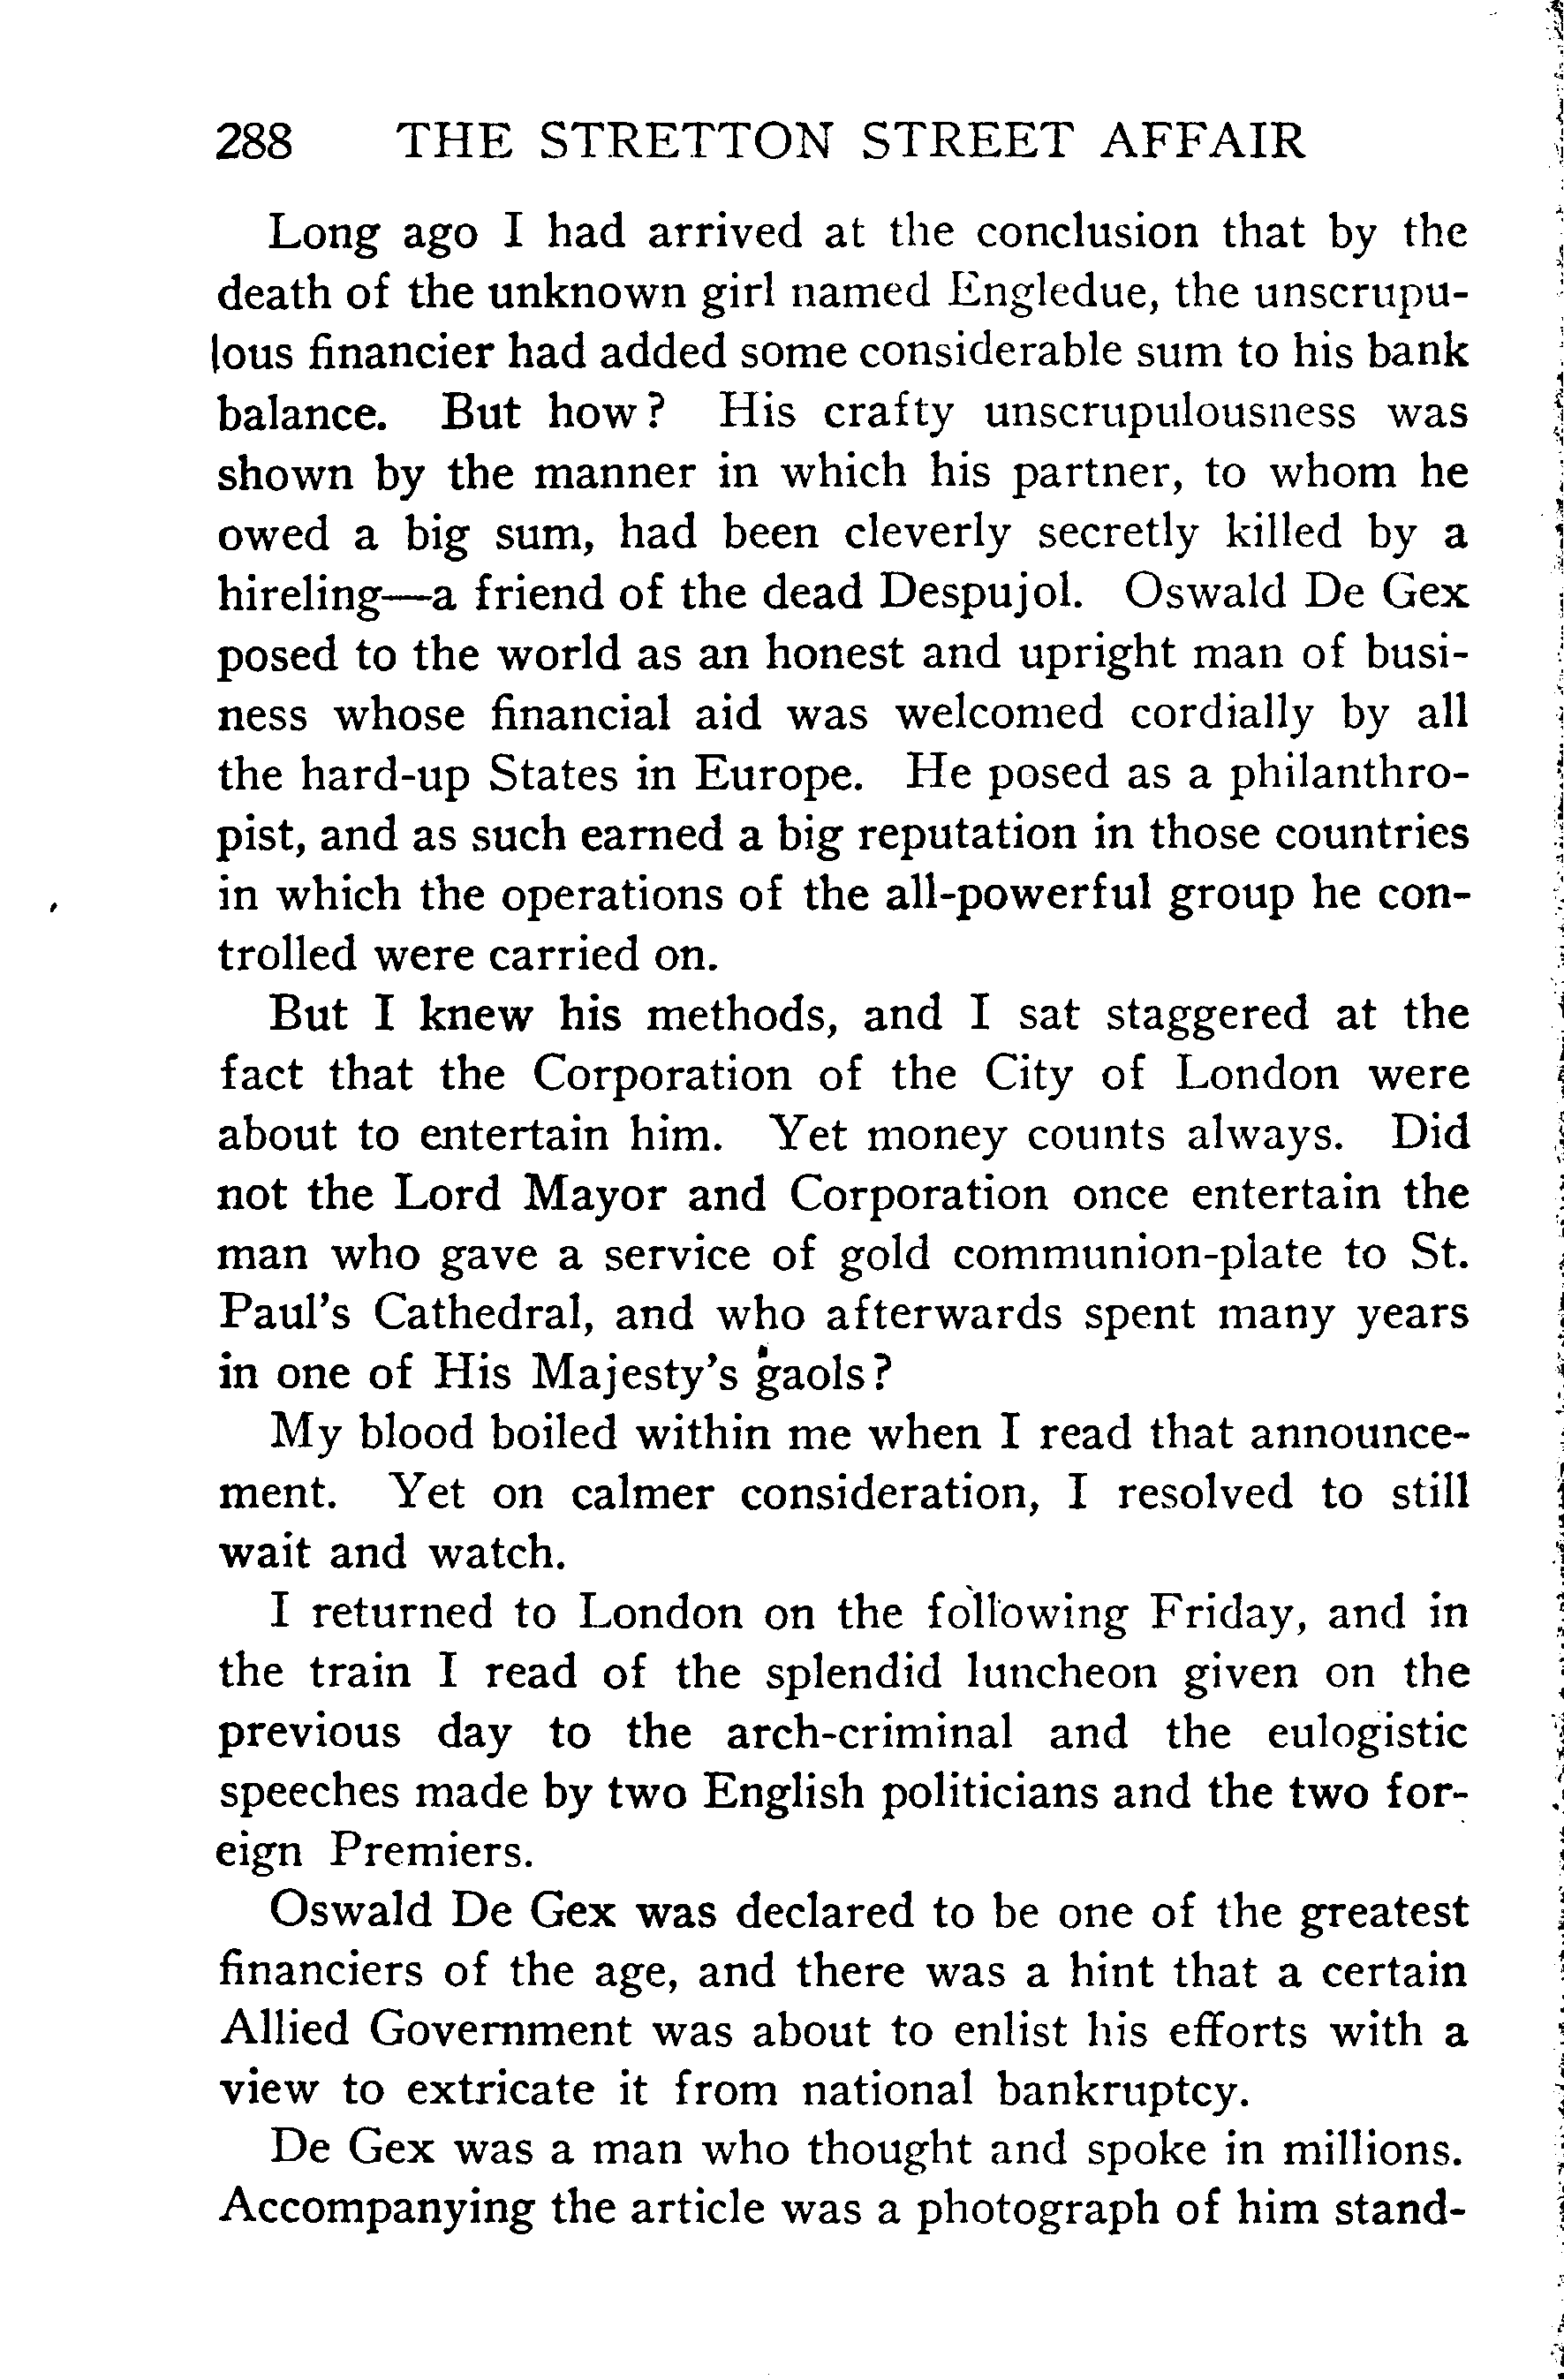 288 THE STRETTON STREET AFFAIR
Long ago I had arrived at the conclusion that by the
death of the unknown girl named Engledue, the unscrupu-
lous financier had added some considerable sum to his bank
balance. But how? His crafty unscrupulousness was
shown by the manner in which his partner, to whom he
owed a big sum, had been cleverly secretly killed by a
hireling—a friend of the dead Despujol. Oswald De Gex
posed to the world as an honest and upright man of busi-
ness whose financial aid was welcomed cordially by all
the hard-up States in Europe. He posed as a philanthro-
pist, and as such earned a big reputation in those countries
in which the operations of the all-powerful group he con-
trolled were carried on.
But I knew his methods, and I sat staggered at the
fact that the Corporation of the City of London were
about to entertain him. Yet money counts always. Did
not the Lord Mayor and Corporation once entertain the
man who gave a service of gold communion-plate to St.
Paul's Cathedral, and who afterwards spent many years
in one of His Majesty's gaols?
My blood boiled within me when I read that announce-
ment. Yet on calmer consideration, I resolved to still
wait and watch.
I returned to London on the following Friday, and in
the train I read of the splendid luncheon given on the
previous day to the arch-criminal and the eulogistic
speeches made by two English politicians and the two for-
eign Premiers.
Oswald De Gex was declared to be one of the greatest
financiers of the age, and there was a hint that a certain
Allied Government was about to enlist his efforts with a
view to extricate it from national bankruptcy.
De Gex was a man who thought and spoke in millions.
Accompanying the article was a photograph of him stand-